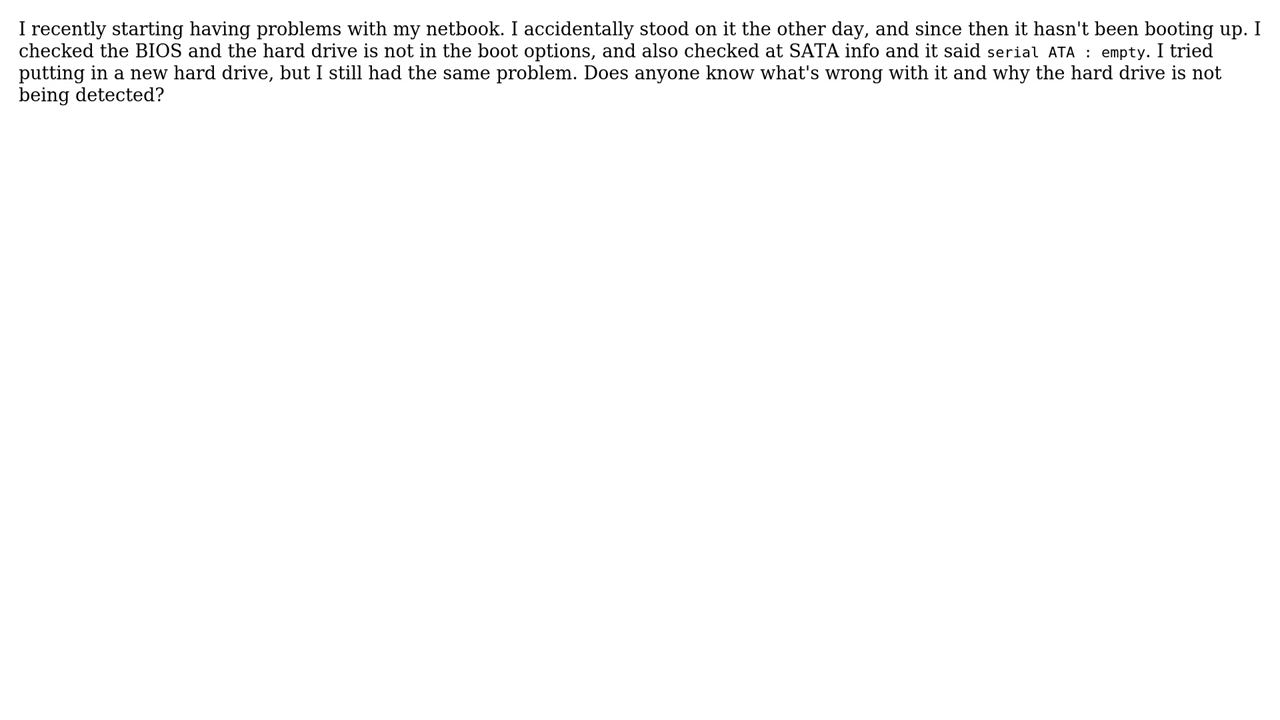 I recently starting having problems with my netbook. I accidentally stood on it the other day, and since then it hasn't been booting up. I
checked the BIOS and the hard drive is not in the boot options, and also checked at SATA info and it said serial ATA : empty. I tried
putting in a new hard drive, but I still had the same problem. Does anyone know what's wrong with it and why the hard drive is not
being detected?